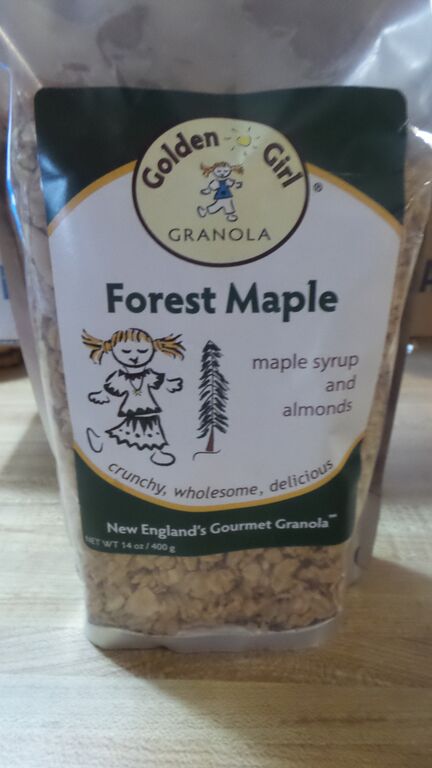 Golden Girl ®
GRANOLA
Forest Maple
maple syrup
and
almonds
crunchy, wholesome, delicious
New England's Gourmet Granola™
NET WT 14 oz / 400 g